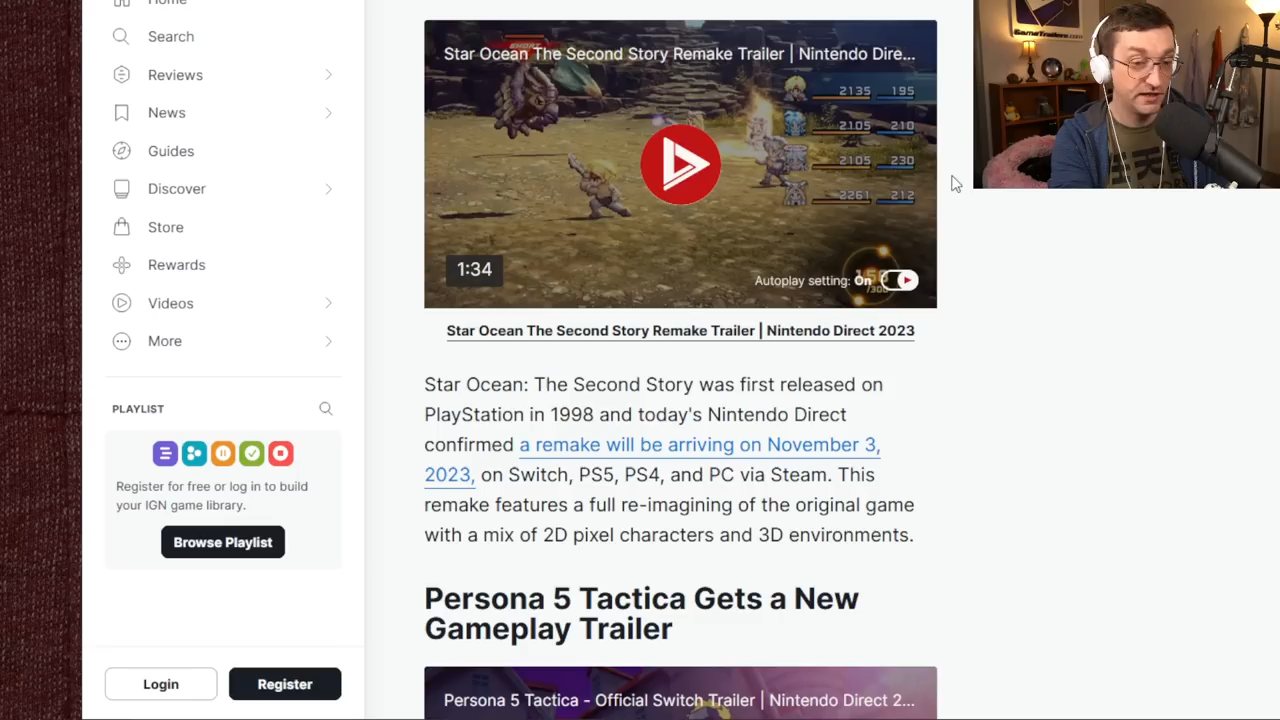 Home
Search
Reviews
News
Guides
Discover
Store
Rewards
Videos
More
PLAYLIST
Register for free or log in to build
your IGN game library.
Browse Playlist
Login
Register
Star Ocean The Second Story Remake Trailer | Nintendo Dire...
2135 195
2105 210
2105 230
2261 212
1:34
Autoplay setting: On
Star Ocean The Second Story Remake Trailer | Nintendo Direct 2023
Star Ocean: The Second Story was first released on
PlayStation in 1998 and today's Nintendo Direct
confirmed a remake will be arriving on November 3,
2023, on Switch, PS5, PS4, and PC via Steam. This
remake features a full re-imagining of the original game
with a mix of 2D pixel characters and 3D environments.
Persona 5 Tactica Gets a New
Gameplay Trailer
Persona 5 Tactica - Official Switch Trailer | Nintendo Direct 2...
GameTrailers.com